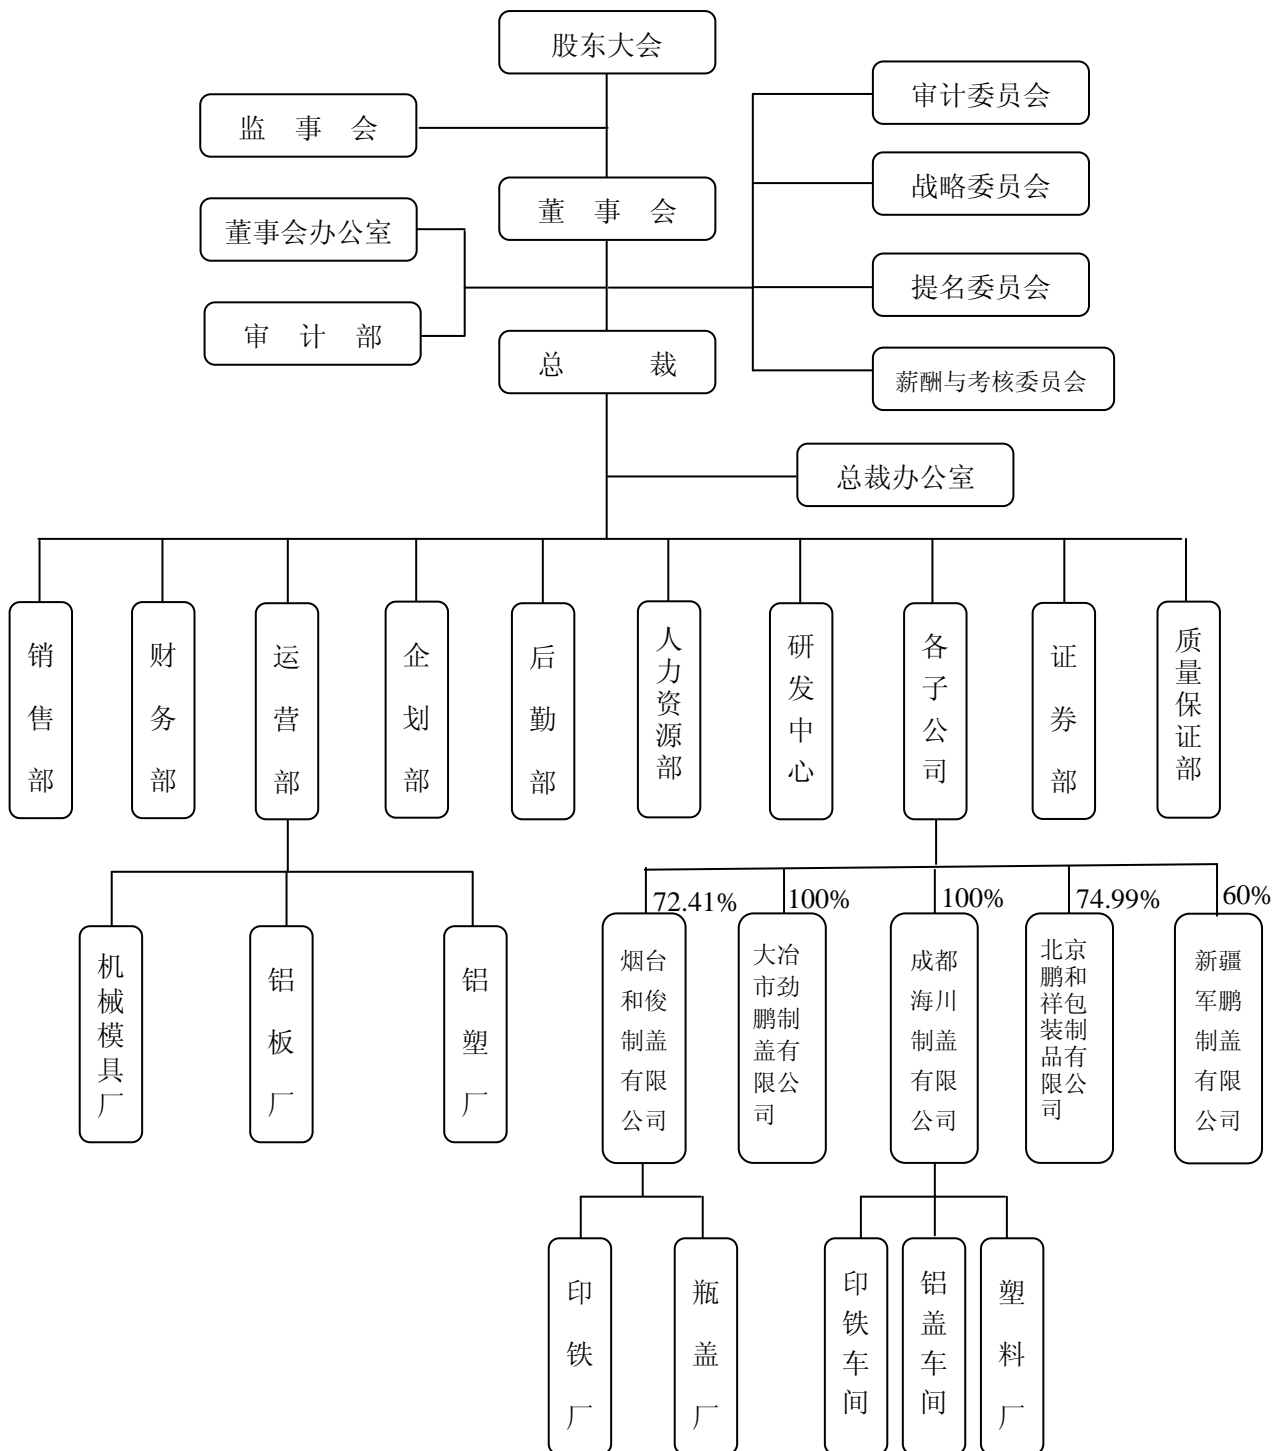 股东大会
审计委员会
监 事 会
战略委员会
董 事 会
董事会办公室
提名委员会
审 计 部
总 裁
薪酬与考核委员会
总裁办公室
销售部
财务部
运营部
企划部
后勤部
人力资源部
研发中心
各子公司
证券部
质量保证部
72.41%
100%
100%
74.99%
60%
机械模具厂
铝板厂
铝塑厂
烟台
和俊
制盖
有限
公司
大冶
市劲
鹏制
盖有
限公
司
成都
海川
制盖
有限
公司
北京
鹏和
祥包
装制
品有
限公
司
新疆
军鹏
制盖
有限
公司
印铁厂
瓶盖厂
印铁车间
铝盖车间
塑料厂